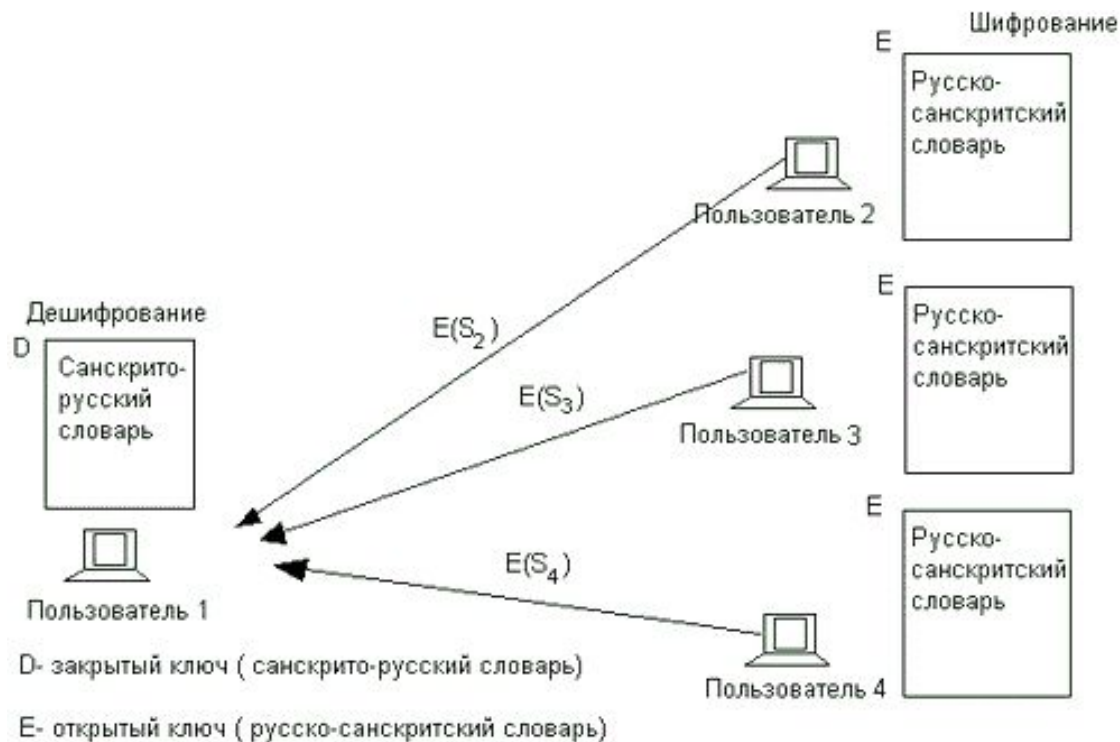 Шифрование
E
Русско-
санскритский
словарь
Пользователь 2
E
Русско-
санскритский
словарь
Дешифрование
D
Санскрито-
русский
словарь
E(S2)
E(S3)
Пользователь 3
E
Русско-
санскритский
словарь
E(S4)
Пользователь 1
Пользователь 4
D- закрытый ключ ( санскрито-русский словарь)
E- открытый ключ ( русско-санскритский словарь)